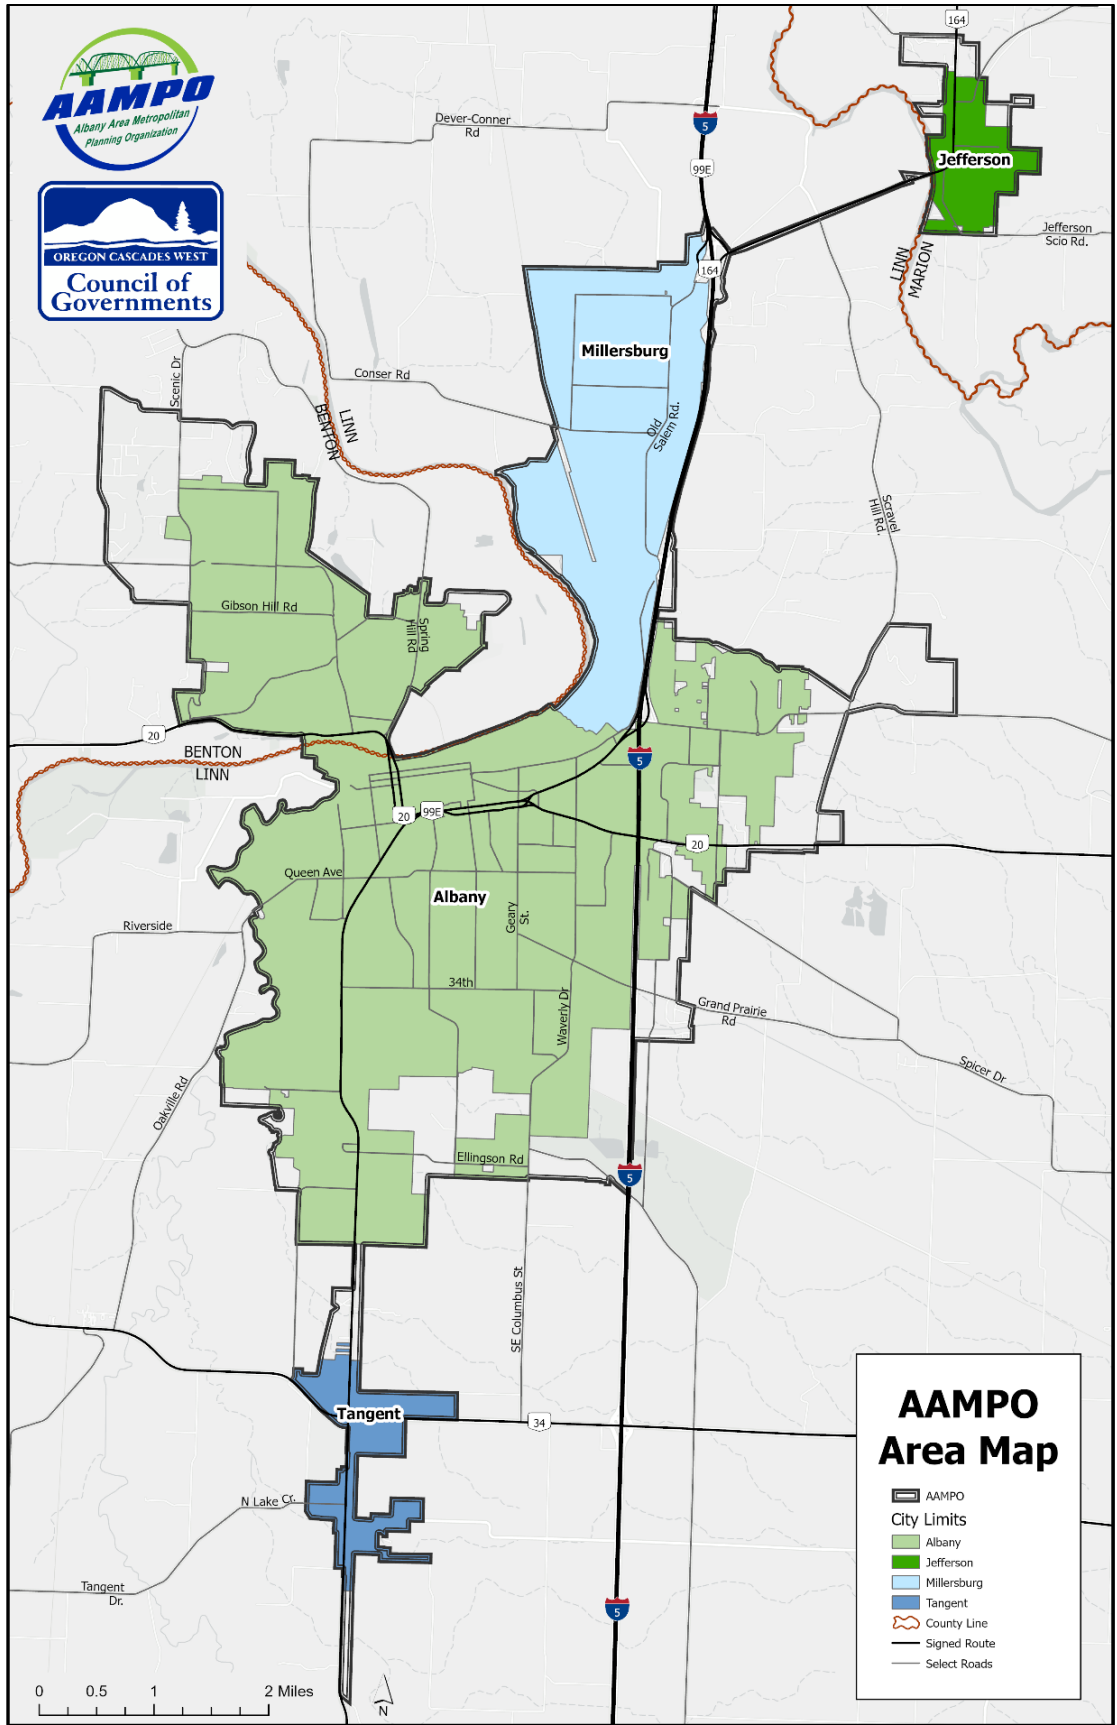 AAMPO
Albany Area Metropolitan
Planning Organization
OREGON CASCADES WEST
Council of
Governments
164
Dever-Conner
Rd
5
99E
Jefferson
Jefferson
Scio Rd.
LINN
MARION
164
Millersburg
Scenic Dr
Conser Rd
LINN
BENTON
Old
Salem Rd.
Scravel
Hill Rd.
Gibson Hill Rd
Spring
Hill Rd
20
BENTON
LINN
5
20
99E
20
Queen Ave
Albany
Geary
St.
Riverside
34th
Waverly Dr
Grand Prairie
Rd
Spicer Dr
Oakville Rd
Ellingson Rd
5
SE Columbus St
Tangent
34
N Lake Cr.
Tangent
Dr.
5
AAMPO
Area Map
AAMPO
City Limits
Albany
Jefferson
Millersburg
Tangent
County Line
Signed Route
Select Roads
0 0.5 1 2 Miles
N